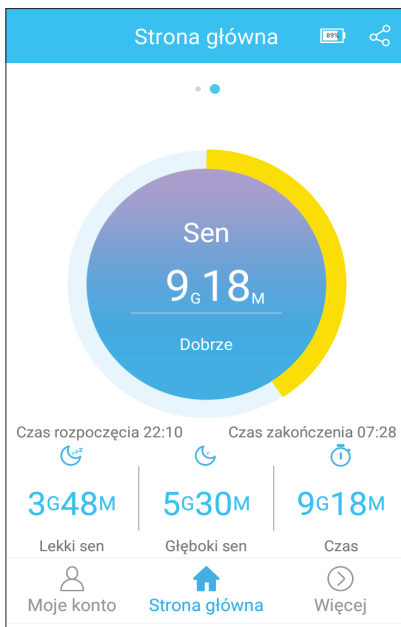 Strona główna 89%
Sen
9G18M
Dobrze
Czas rozpoczęcia 22:10 Czas zakończenia 07:28
3G48M 5G30M 9G18M
Lekki sen Głęboki sen Czas
Moje konto Strona główna Więcej